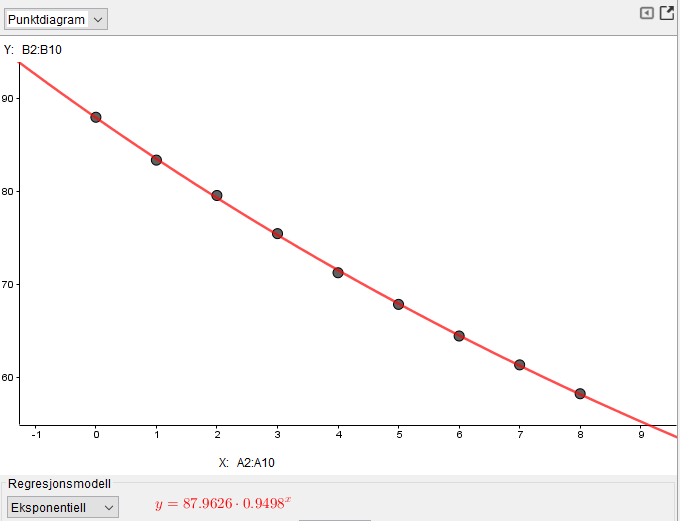 Punktdiagram
Y: B2:B10
90
80
70
60
-1 0 1 2 3 4 5 6 7 8 9
X: A2:A10
Regresjonsmodell
Eksponentiell
y = 87.9626 · 0.9498^x